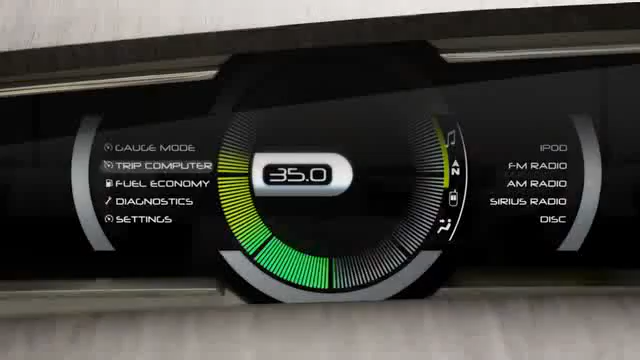 GAUGE MODE
TRIP COMPUTER
FUEL ECONOMY
DIAGNOSTICS
SETTINGS
35.0
N
IPOD
FM RADIO
AM RADIO
SIRIUS RADIO
DISC